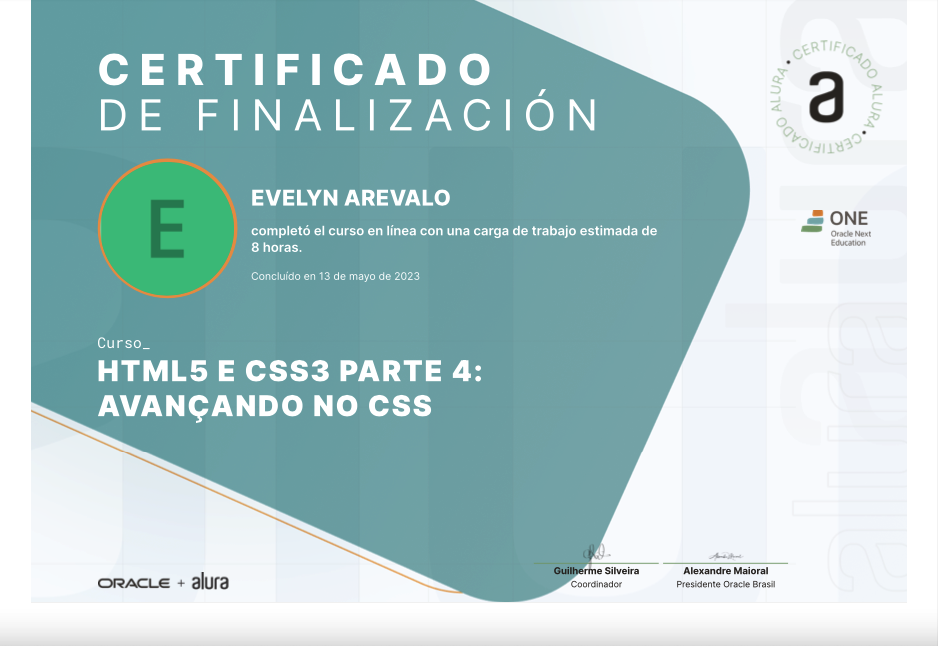 CERTIFICADO
DE FINALIZACIÓN
CERTIFICADO ALURA • CERTIFICADO ALURA •
a
E
EVELYN AREVALO
completó el curso en línea con una carga de trabajo estimada de
8 horas.
Concluído en 13 de mayo de 2023
ONE
Oracle Next
Education
Curso_
HTML5 E CSS3 PARTE 4:
AVANÇANDO NO CSS
alura
ORACLE + alura
Guilherme Silveira
Coordinador
Alexandre Maioral
Presidente Oracle Brasil